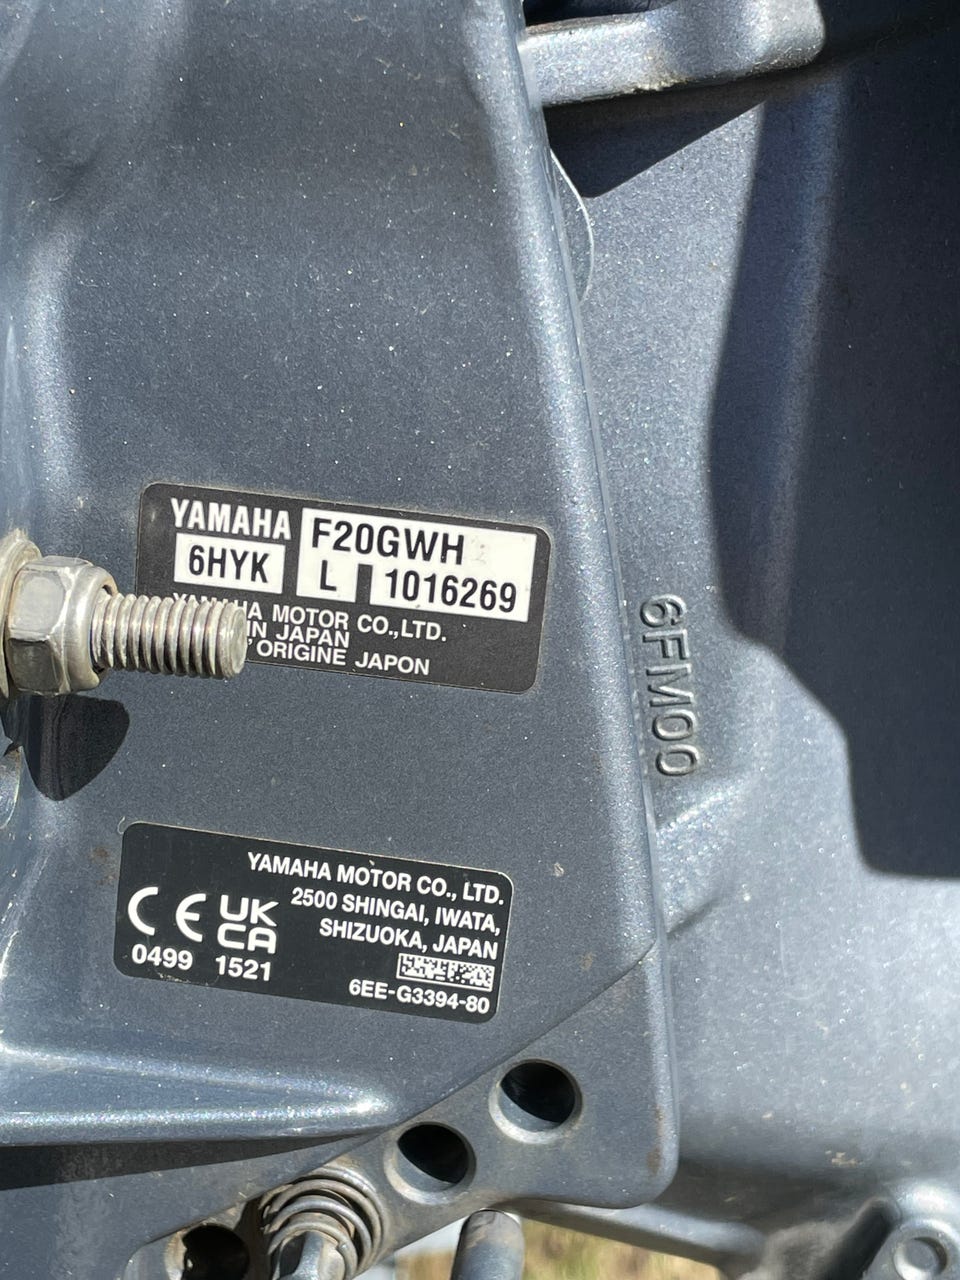 YAMAHA F20GWH
6HYK L 1016269
MOTOR CO.,LTD.
IN JAPAN
ORIGINE JAPON
6FM00
YAMAHA MOTOR CO., LTD.
2500 SHINGAI, IWATA,
SHIZUOKA, JAPAN
CE UK
CA
0499 1521
6EE-G3394-80